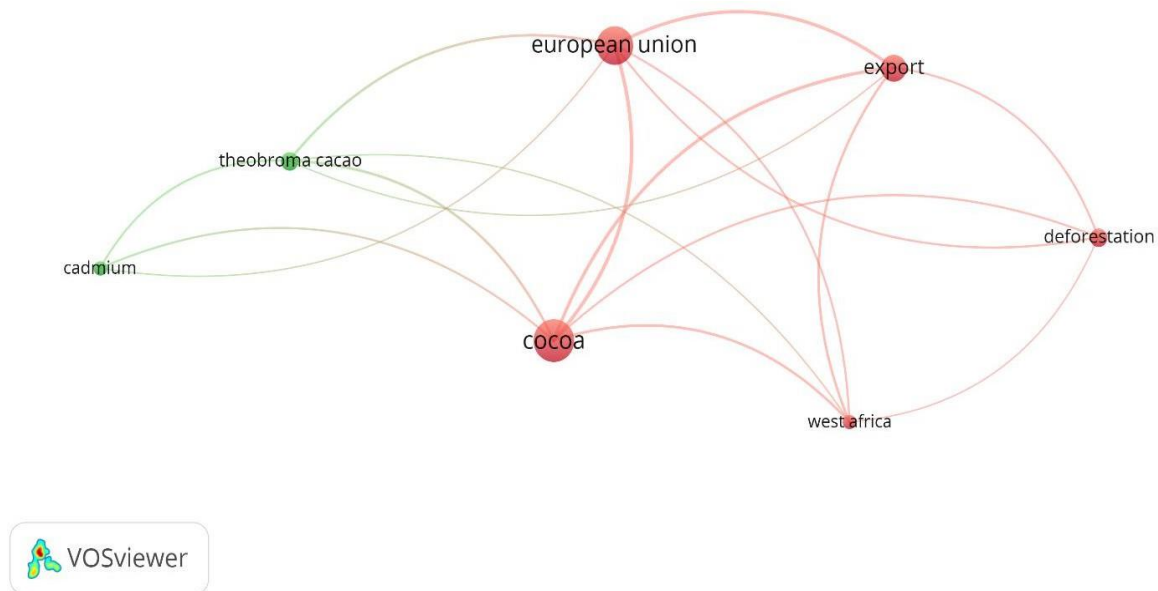 european union
export
theobroma cacao
deforestation
cadmium
cocoa
west africa
VOSviewer